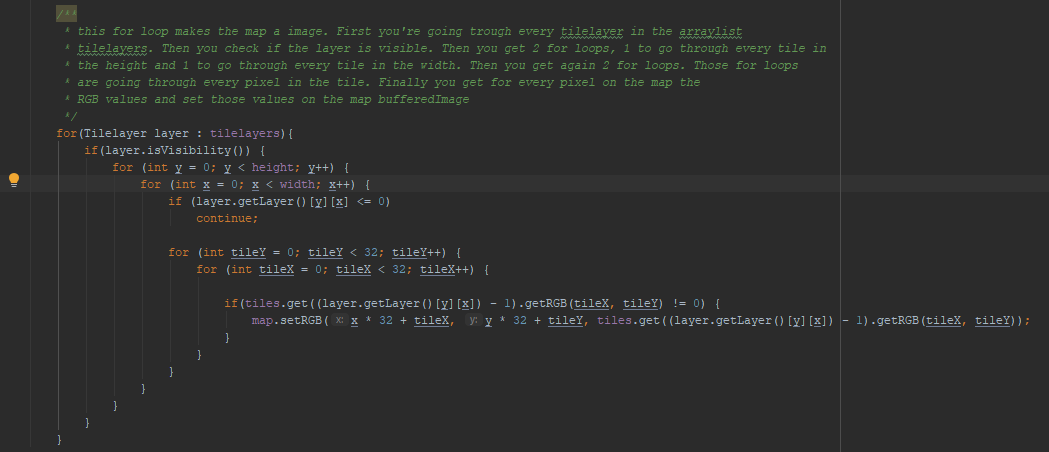 /**
* this for loop makes the map a image. First you're going trough every tilelayer in the arraylist
* tilelayers. Then you check if the layer is visible. Then you get 2 for loops, 1 to go through every tile in
* the height and 1 to go through every tile in the width. Then you get again 2 for loops. Those for loops
* are going through every pixel in the tile. Finally you get for every pixel on the map the
* RGB values and set those values on the map bufferedImage
*/
for(Tilelayer layer : tilelayers){
if(layer.isVisibility()) {
for (int y = 0; y < height; y++) {
for (int x = 0; x < width; x++) {
if (layer.getLayer()[y][x] <= 0)
continue;
for (int tileY = 0; tileY < 32; tileY++) {
for (int tileX = 0; tileX < 32; tileX++) {
if(tiles.get((layer.getLayer()[y][x]) - 1).getRGB(tileX, tileY) != 0) {
map.setRGB( x: x * 32 + tileX, y: y * 32 + tileY, tiles.get((layer.getLayer()[y][x]) - 1).getRGB(tileX, tileY));
}
}
}
}
}
}
}